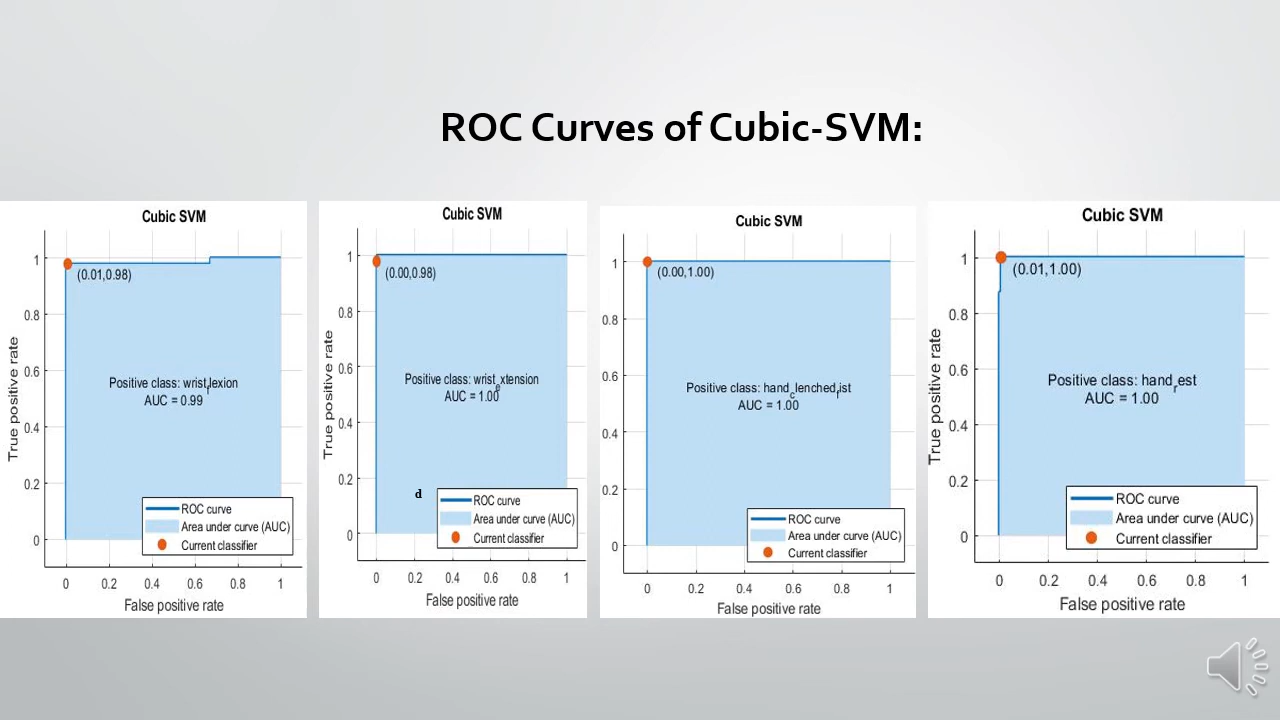 ROC Curves of Cubic-SVM:
Cubic SVM
(0.01,0.98)
Positive class: wrist_flexion
AUC = 0.99
ROC curve
Area under curve (AUC)
Current classifier
1
0.8
0.6
0.4
0.2
0
0 0.2 0.4 0.6 0.8 1
True positive rate
False positive rate
Cubic SVM
(0.00,0.98)
Positive class: wrist_extension
AUC = 1.00
d
ROC curve
Area under curve (AUC)
Current classifier
1
0.8
0.6
0.4
0.2
0
0 0.2 0.4 0.6 0.8 1
True positive rate
False positive rate
Cubic SVM
(0.00,1.00)
Positive class: hand_clenched_fist
AUC = 1.00
ROC curve
Area under curve (AUC)
Current classifier
1
0.8
0.6
0.4
0.2
0
0 0.2 0.4 0.6 0.8 1
True positive rate
False positive rate
Cubic SVM
(0.01,1.00)
Positive class: hand_rest
AUC = 1.00
ROC curve
Area under curve (AUC)
Current classifier
1
0.8
0.6
0.4
0.2
0
0 0.2 0.4 0.6 0.8 1
True positive rate
False positive rate